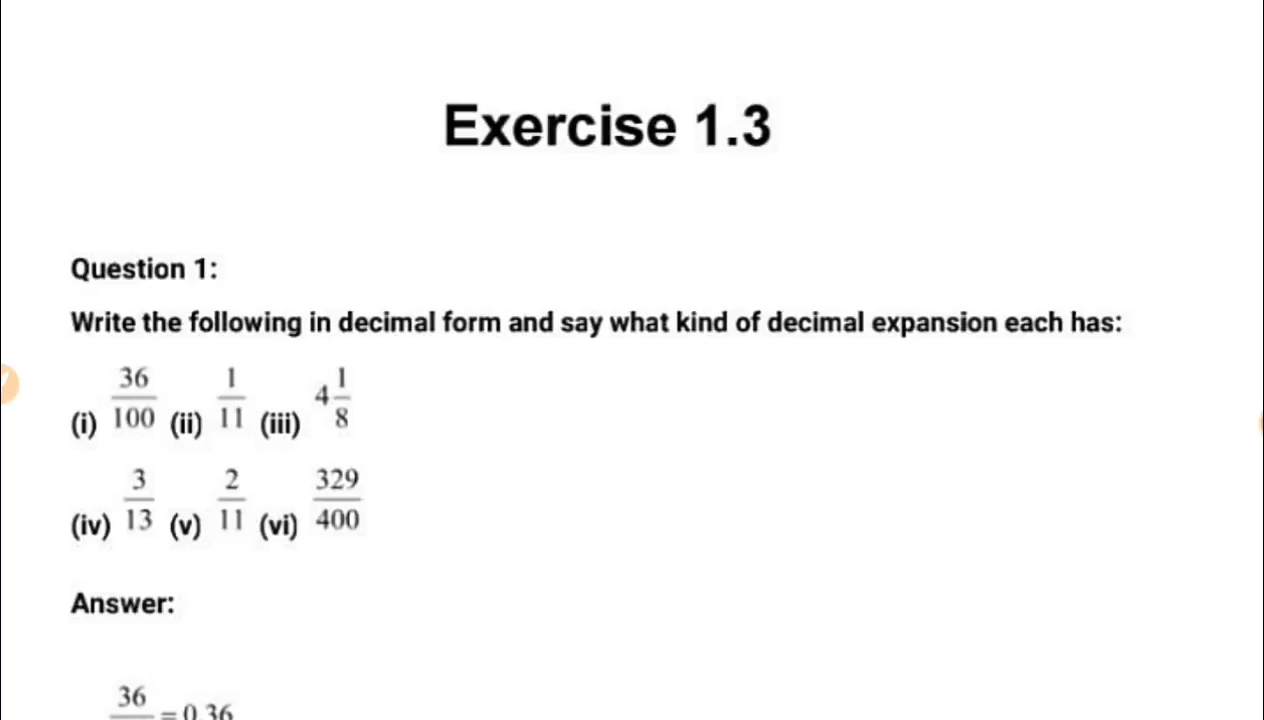 Exercise 1.3
Question 1:
Write the following in decimal form and say what kind of decimal expansion each has:
(i) 36/100 (ii) 1/11 (iii) 4 1/8
(iv) 3/13 (v) 2/11 (vi) 329/400
Answer:
36 = 0.36